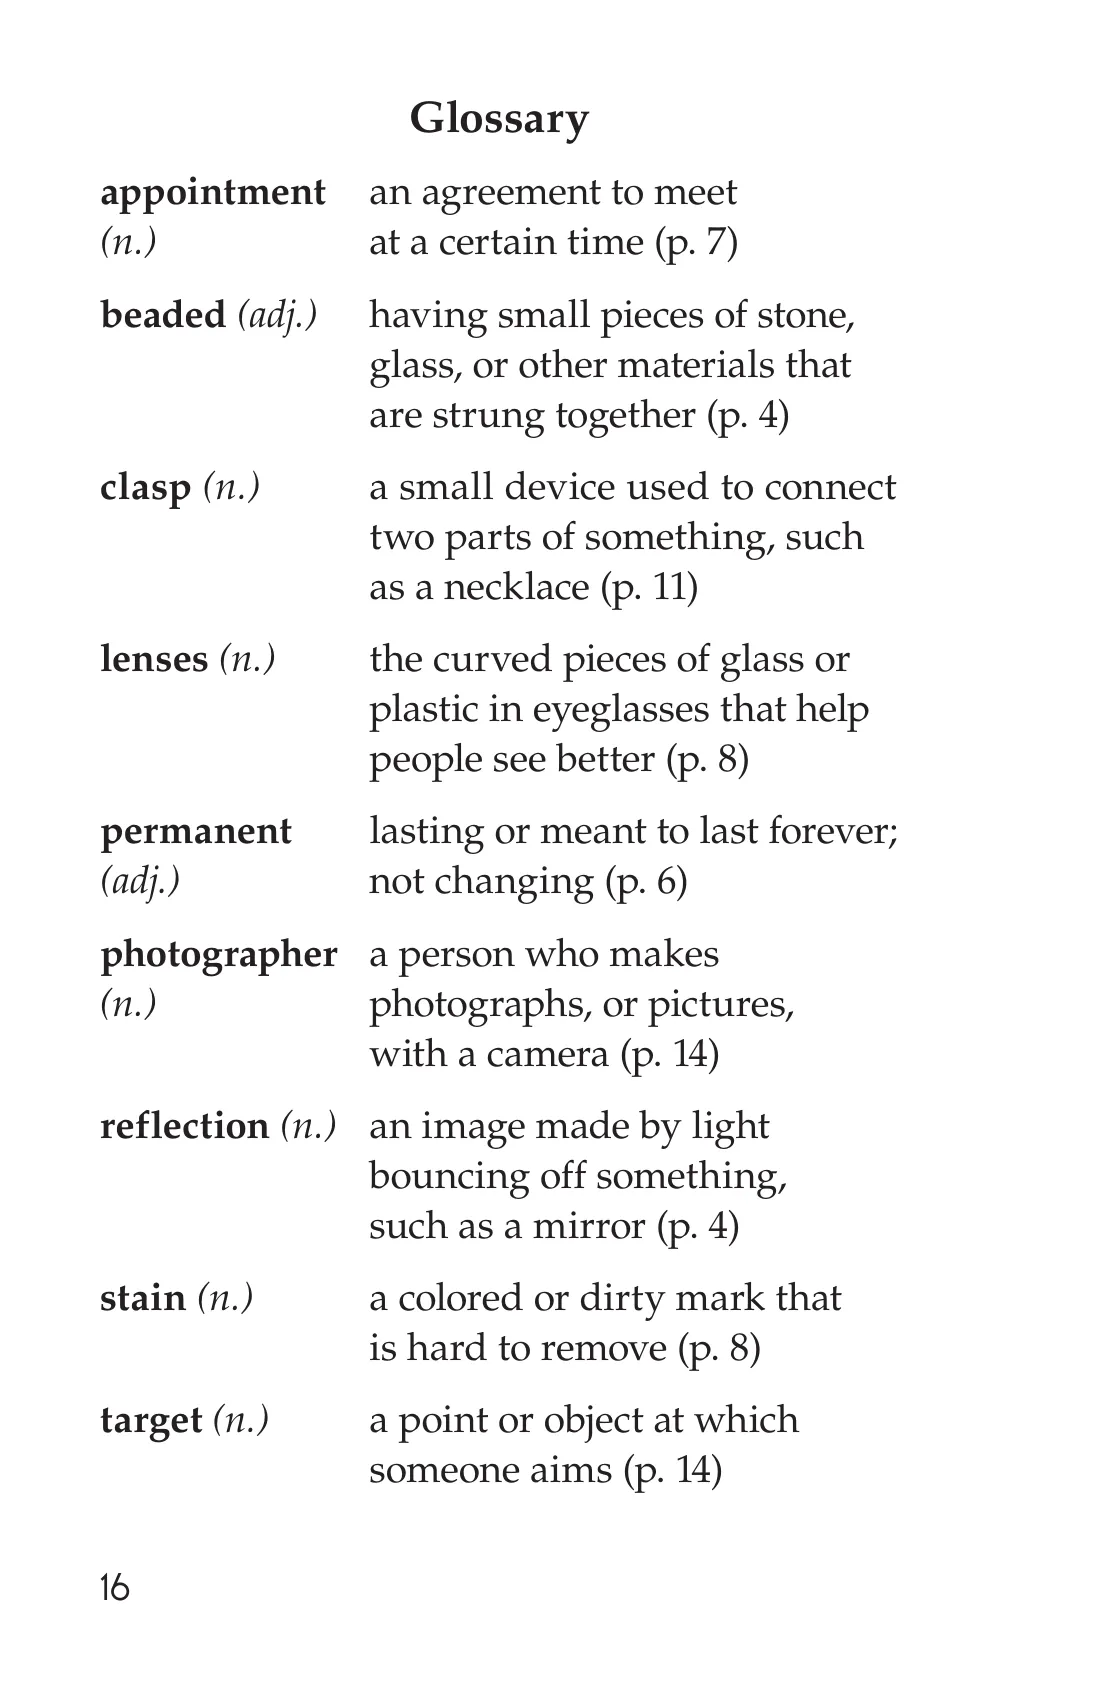 Glossary
appointment an agreement to meet
(n.) at a certain time (p. 7)
beaded (adj.) having small pieces of stone,
glass, or other materials that
are strung together (p. 4)
clasp (n.) a small device used to connect
two parts of something, such
as a necklace (p. 11)
lenses (n.) the curved pieces of glass or
plastic in eyeglasses that help
people see better (p. 8)
permanent lasting or meant to last forever;
(adj.) not changing (p. 6)
photographer a person who makes
(n.) photographs, or pictures,
with a camera (p. 14)
reflection (n.) an image made by light
bouncing off something,
such as a mirror (p. 4)
stain (n.) a colored or dirty mark that
is hard to remove (p. 8)
target (n.) a point or object at which
someone aims (p. 14)
16